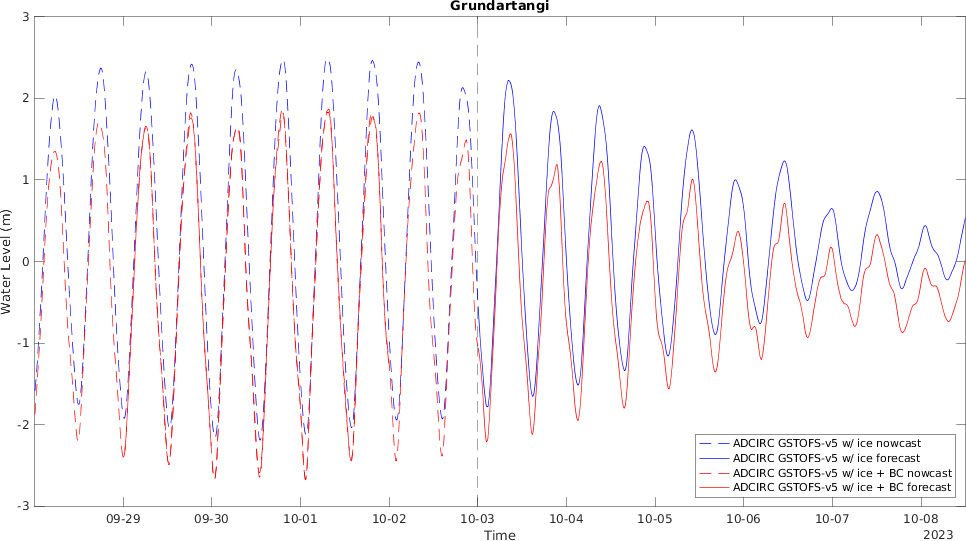 Grundartangi
3
2
1
0
-1
-2
-3
Water Level (m)
09-29
09-30
10-01
10-02
10-03
10-04
10-05
10-06
10-07
10-08
Time
2023
ADCIRC GSTOFS-v5 w/ ice nowcast
ADCIRC GSTOFS-v5 w/ ice forecast
ADCIRC GSTOFS-v5 w/ ice + BC nowcast
ADCIRC GSTOFS-v5 w/ ice + BC forecast